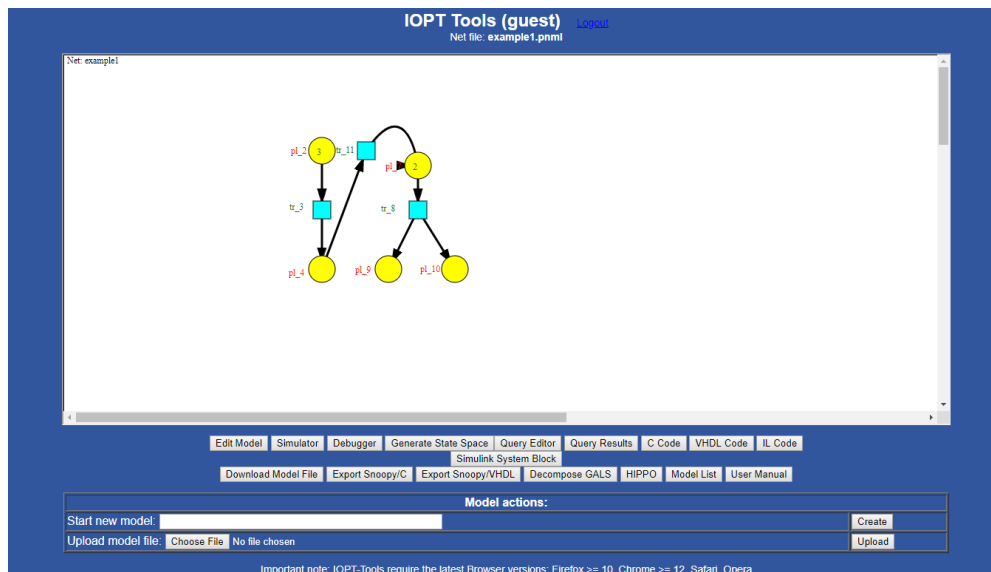 IOPT Tools (guest) Logout
Net file: example1.pnml
Net: example1
pl_2 3 tr_11
pl_ 2
tr_3 tr_8
pl_4 pl_9 pl_10
Edit Model Simulator Debugger Generate State Space Query Editor Query Results C Code VHDL Code IL Code
Simulink System Block
Download Model File Export Snoopy/C Export Snoopy/VHDL Decompose GALS HIPPO Model List User Manual
Model actions:
Start new model: Create
Upload model file: Choose File No file chosen Upload
Important note: IOPT-Tools require the latest Browser versions: Firefox >= 10, Chrome >= 12, Safari, Opera